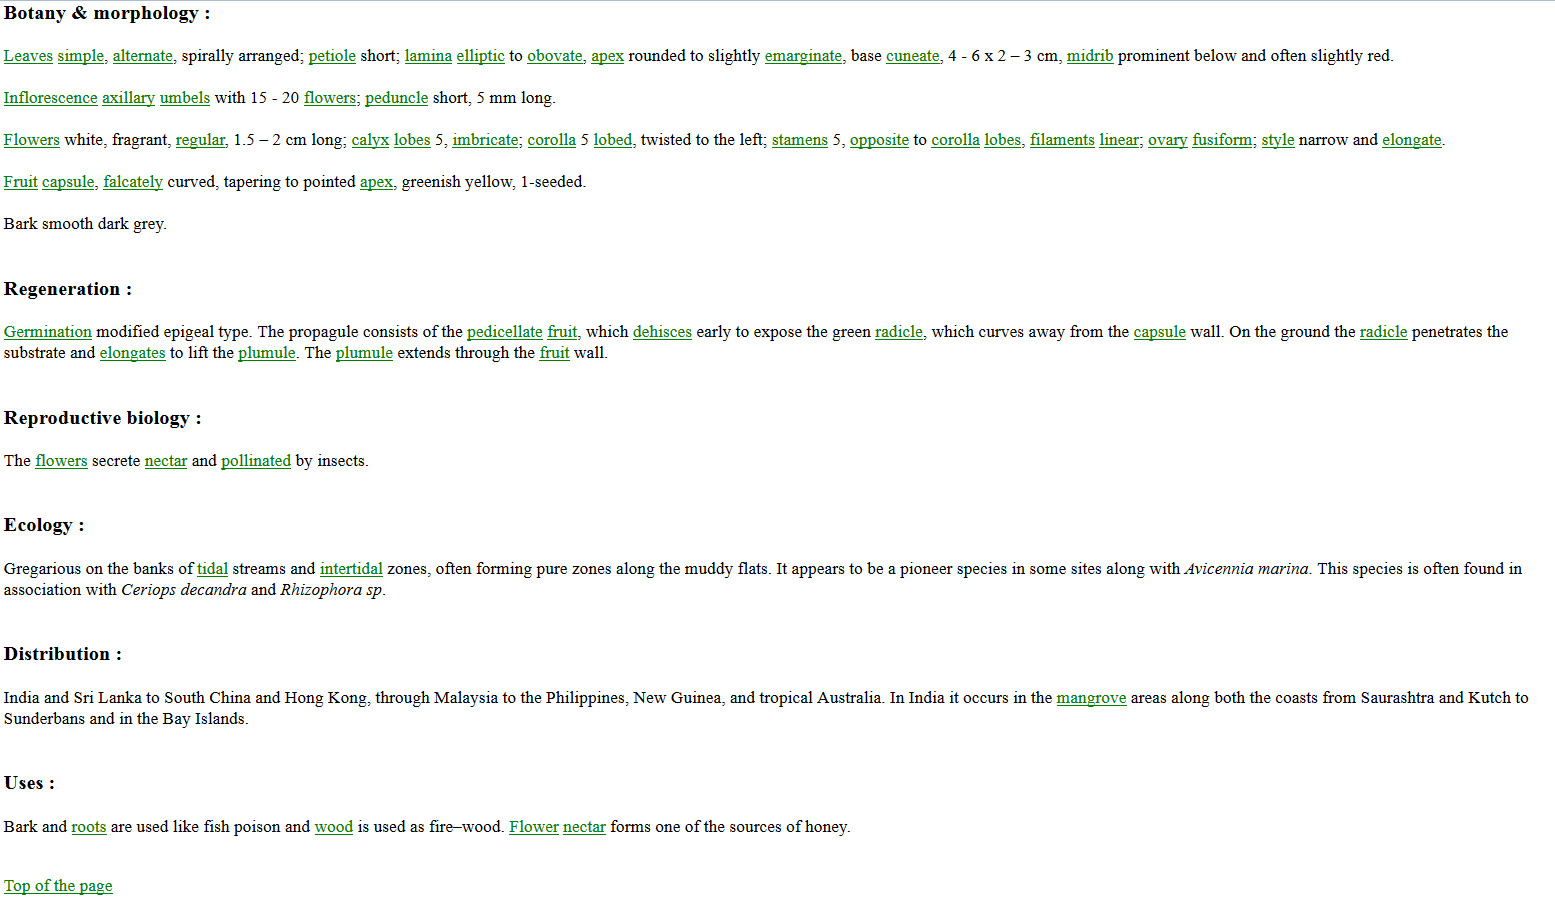 Botany & morphology :
Leaves simple, alternate, spirally arranged; petiole short; lamina elliptic to obovate, apex rounded to slightly emarginate, base cuneate, 4 - 6 x 2 – 3 cm, midrib prominent below and often slightly red.
Inflorescence axillary umbels with 15 - 20 flowers; peduncle short, 5 mm long.
Flowers white, fragrant, regular, 1.5 – 2 cm long; calyx lobes 5, imbricate; corolla 5 lobed, twisted to the left; stamens 5, opposite to corolla lobes, filaments linear; ovary fusiform; style narrow and elongate.
Fruit capsule, falcately curved, tapering to pointed apex, greenish yellow, 1-seeded.
Bark smooth dark grey.
Regeneration :
Germination modified epigeal type. The propagule consists of the pedicellate fruit, which dehisces early to expose the green radicle, which curves away from the capsule wall. On the ground the radicle penetrates the
substrate and elongates to lift the plumule. The plumule extends through the fruit wall.
Reproductive biology :
The flowers secrete nectar and pollinated by insects.
Ecology :
Gregarious on the banks of tidal streams and intertidal zones, often forming pure zones along the muddy flats. It appears to be a pioneer species in some sites along with Avicennia marina. This species is often found in
association with Ceriops decandra and Rhizophora sp.
Distribution :
India and Sri Lanka to South China and Hong Kong, through Malaysia to the Philippines, New Guinea, and tropical Australia. In India it occurs in the mangrove areas along both the coasts from Saurashtra and Kutch to
Sunderbans and in the Bay Islands.
Uses :
Bark and roots are used like fish poison and wood is used as fire–wood. Flower nectar forms one of the sources of honey.
Top of the page